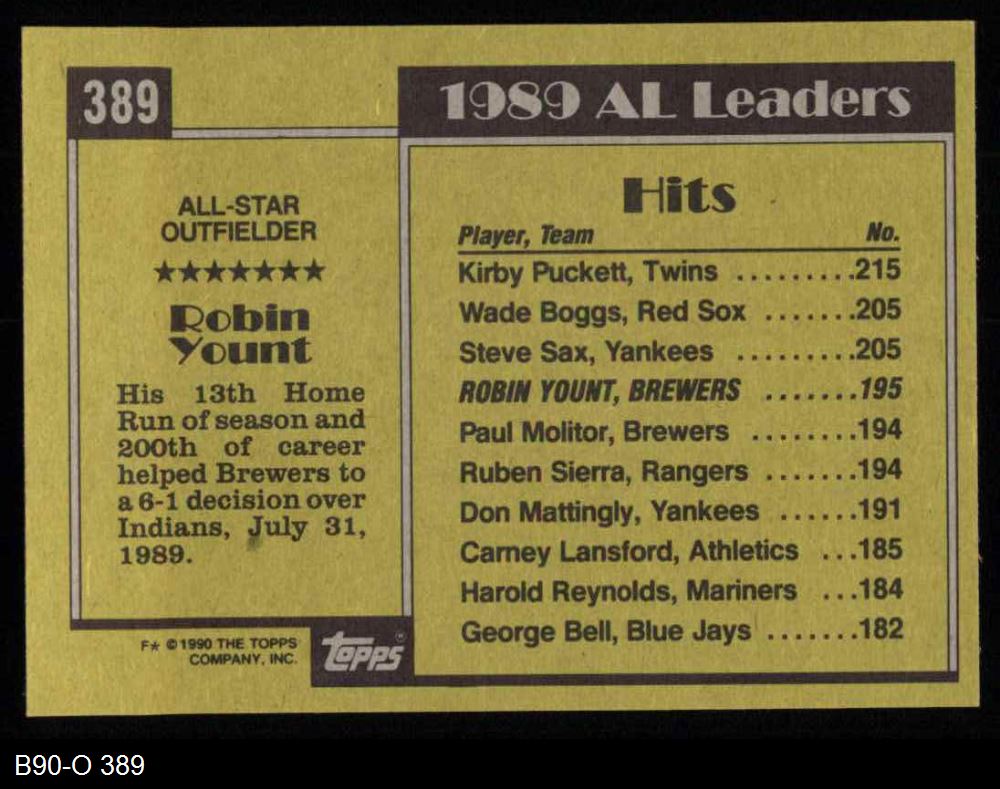 389
ALL-STAR
OUTFIELDER
★★★★★★★
Robin
Yount
His 13th Home
Run of season and
200th of career
helped Brewers to
a 6-1 decision over
Indians, July 31,
1989.
F★ ©1990 THE TOPPS
COMPANY, INC.
topps®
1989 AL Leaders
Hits
Player, Team No.
Kirby Puckett, Twins .........215
Wade Boggs, Red Sox .......205
Steve Sax, Yankees .........205
ROBIN YOUNT, BREWERS .......195
Paul Molitor, Brewers ........194
Ruben Sierra, Rangers .......194
Don Mattingly, Yankees ......191
Carney Lansford, Athletics ...185
Harold Reynolds, Mariners ...184
George Bell, Blue Jays .......182
B90-O 389